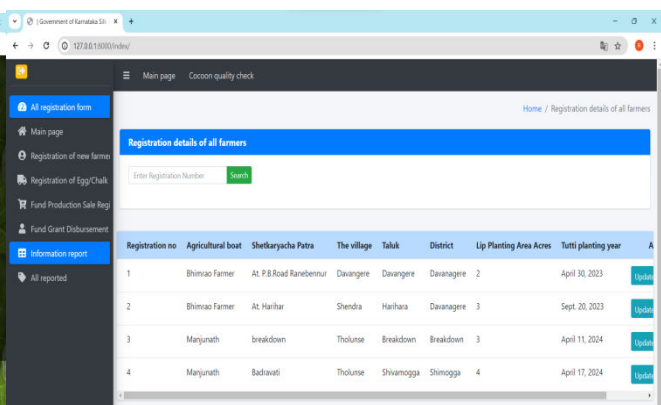 | Government of Karnataka Silk
127.0.0.1:8000/index/
Main page Cocoon quality check
All registration form
Main page
Registration of new farmer
Registration of Egg/Chalk
Fund Production Sale Regi
Fund Grant Disbursement
Information report
All reported
Home / Registration details of all farmers
Registration details of all farmers
Enter Registration Number Search
Registration no Agricultural boat Shetkaryacha Patra The village Taluk District Lip Planting Area Acres Tutti planting year A
1 Bhimrao Farmer At. P.B.Road Ranebennur Davangere Davangere Davanagere 2 April 30, 2023 Update
2 Bhimrao Farmer At. Harihar Shendra Harihara Davanagere 3 Sept. 20, 2023 Update
3 Manjunath breakdown Tholunse Breakdown Breakdown 3 April 11, 2024 Update
4 Manjunath Badravati Tholunse Shivamogga Shimogga 4 April 17, 2024 Update